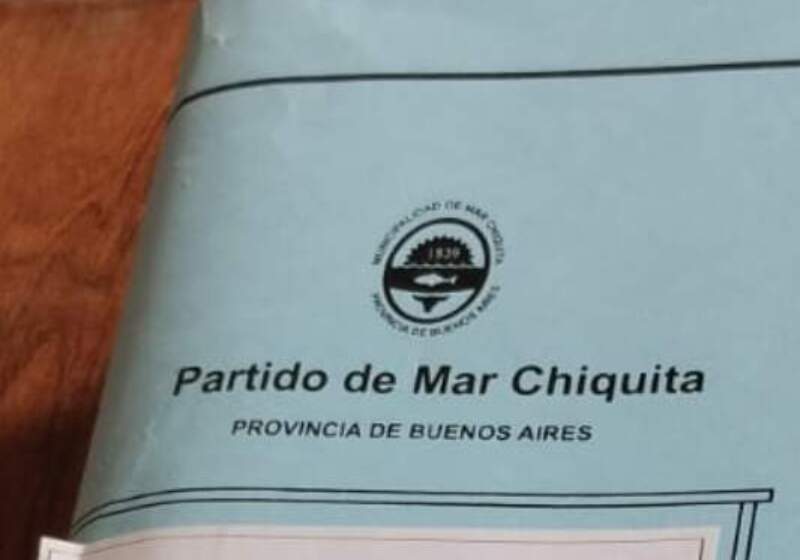 MUNICIPALIDAD DE MAR CHIQUITA
1839
PROVINCIA DE BUENOS AIRES
Partido de Mar Chiquita
PROVINCIA DE BUENOS AIRES